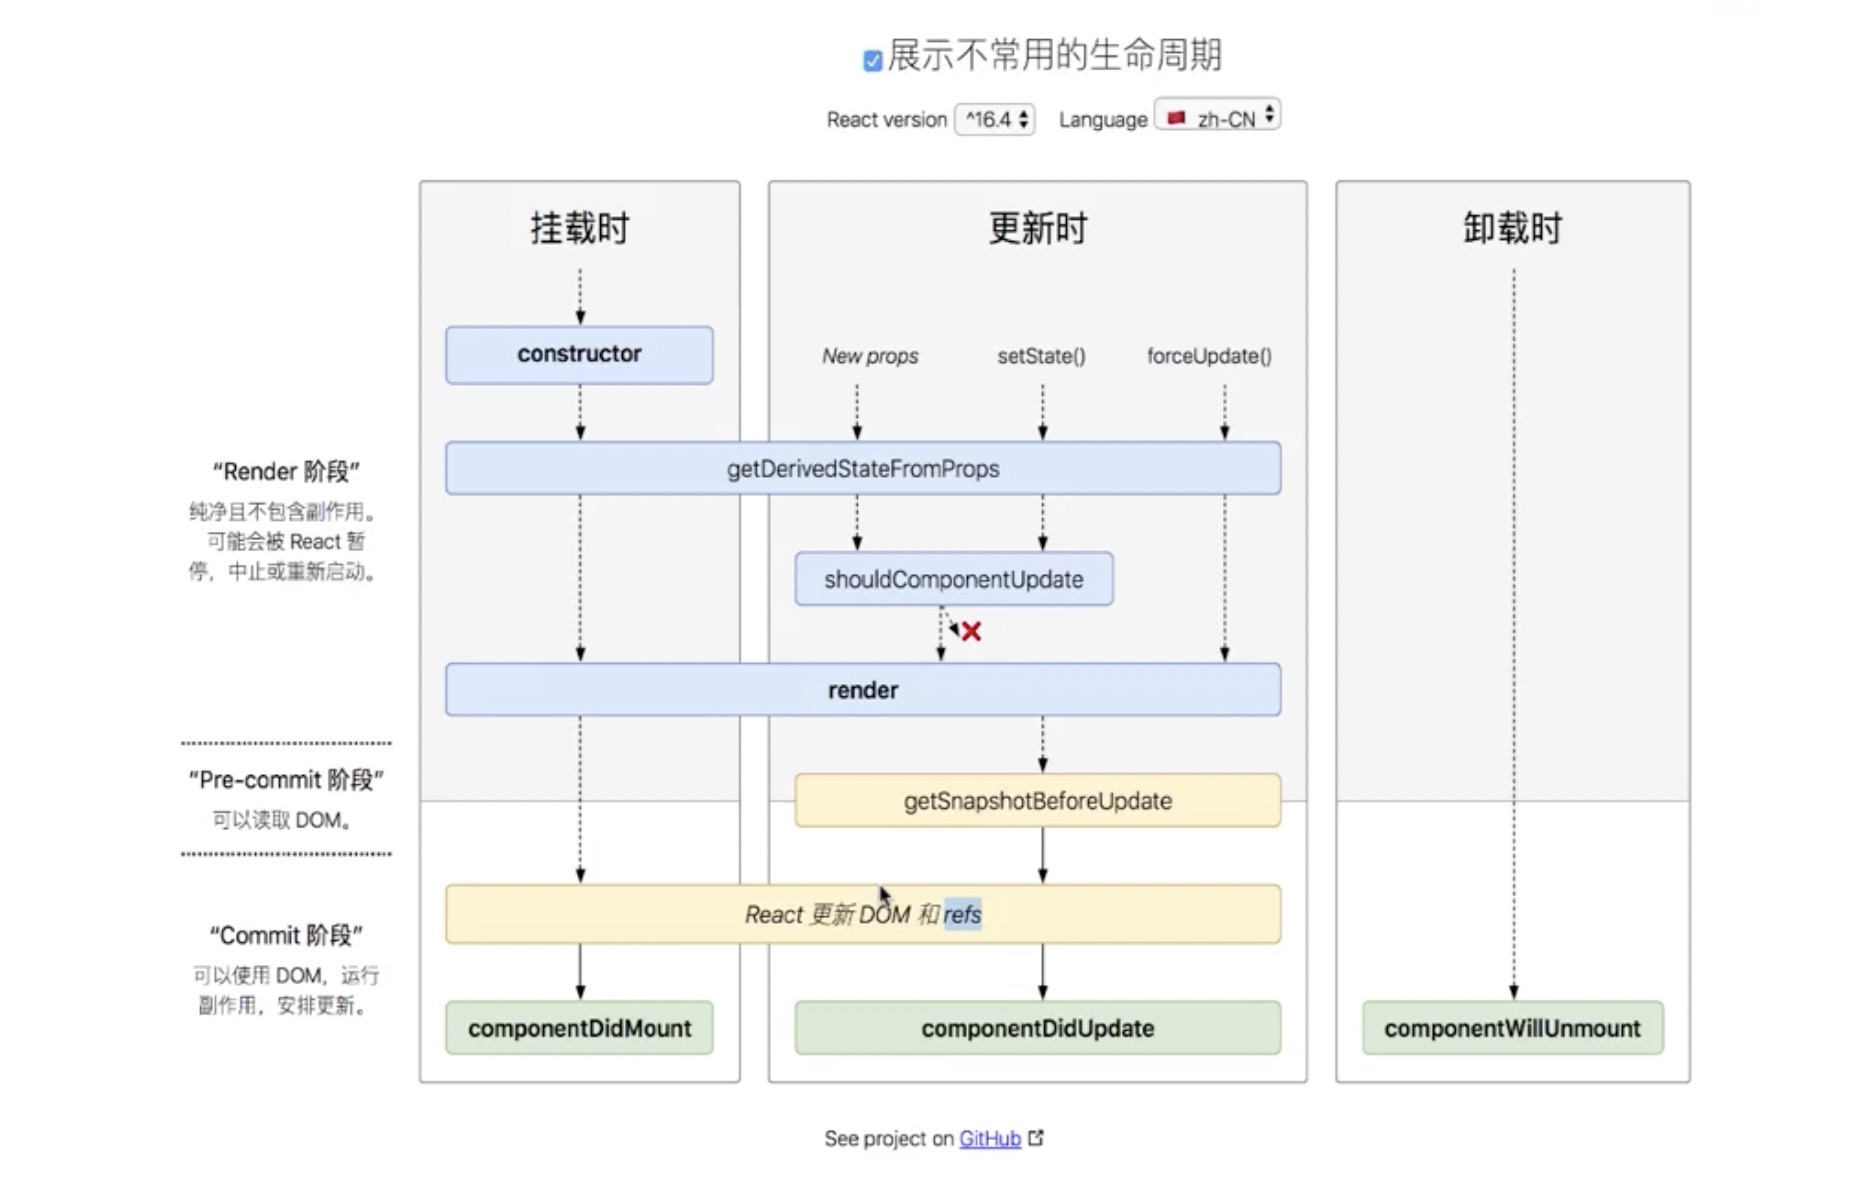 展示不常用的生命周期
React version ^16.4 Language zh-CN
挂载时
更新时
卸载时
constructor
New props
setState()
forceUpdate()
getDerivedStateFromProps
"Render 阶段"
纯净且不包含副作用。
可能会被 React 暂
停，中止或重新启动。
shouldComponentUpdate
render
"Pre-commit 阶段"
可以读取 DOM。
getSnapshotBeforeUpdate
React 更新 DOM 和 refs
"Commit 阶段"
可以使用 DOM，运行
副作用，安排更新。
componentDidMount
componentDidUpdate
componentWillUnmount
See project on GitHub